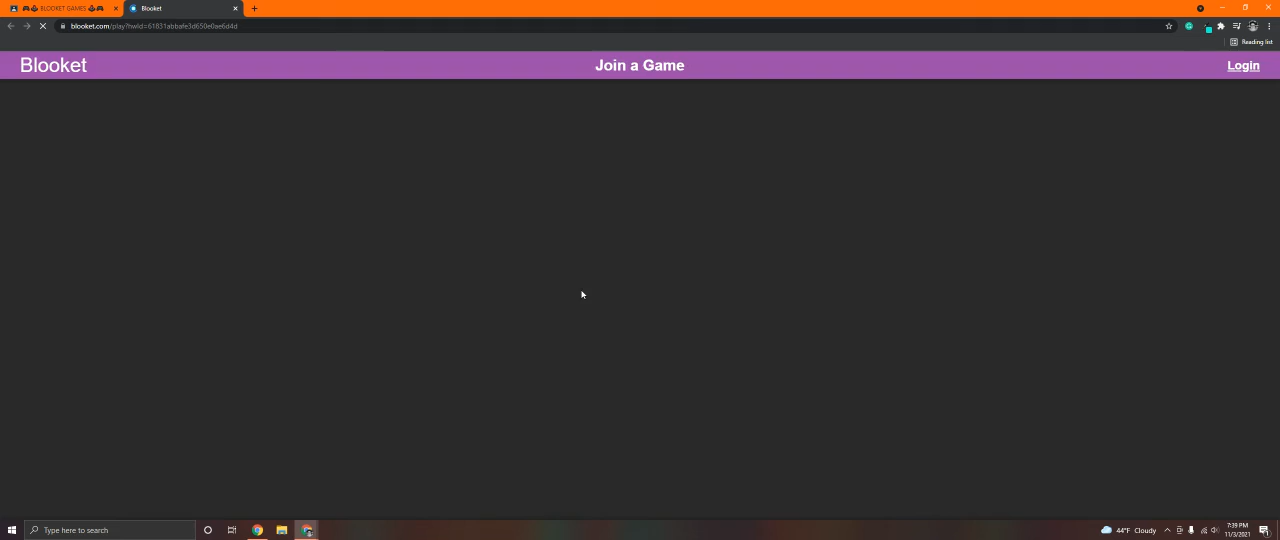 BLOOKET GAMES
Blooket
blooket.com/play?hwId=61831abbafe3d650e0ae6d4d
Reading list
Blooket
Join a Game
Login
Type here to search
44°F Cloudy
7:39 PM
11/3/2021